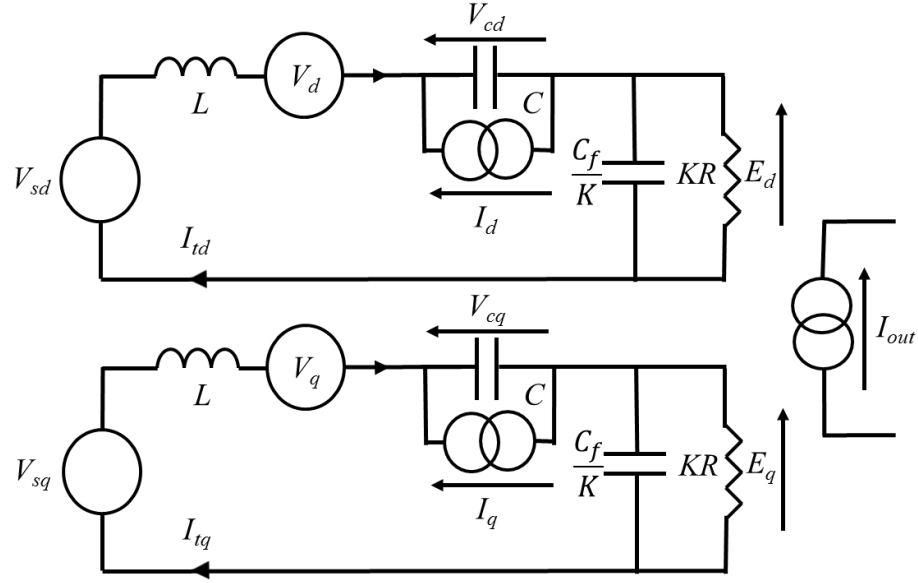 V_cd
V_d
L
C
V_sd
C_f/K
KR
E_d
I_d
I_td
I_out
V_cq
V_q
L
C
V_sq
C_f/K
KR
E_q
I_q
I_tq